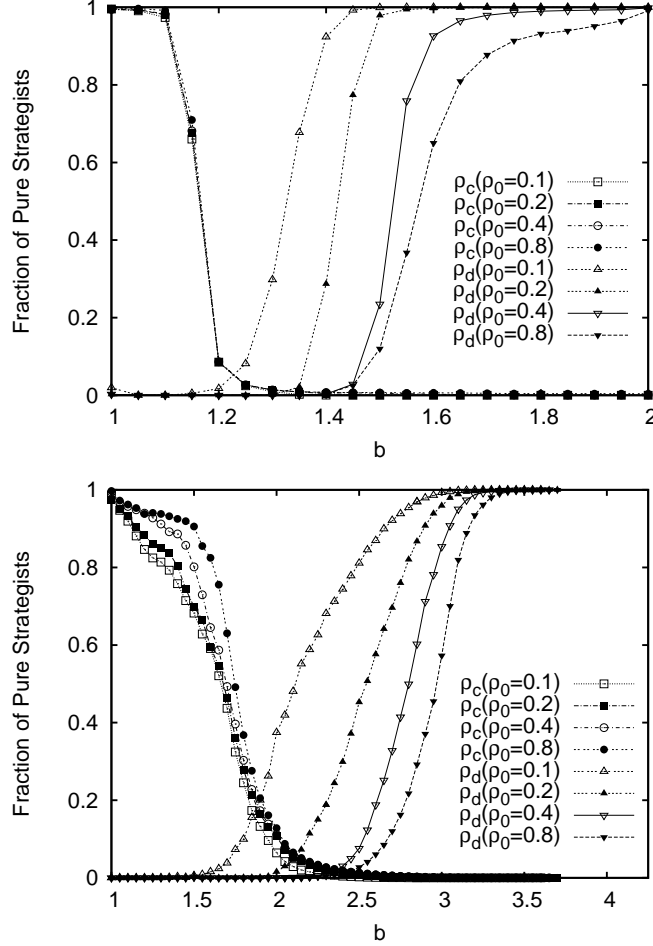 Fraction of Pure Strategists
1
0.8
0.6
0.4
0.2
0
ρc(ρ0=0.1)
ρc(ρ0=0.2)
ρc(ρ0=0.4)
ρc(ρ0=0.8)
ρd(ρ0=0.1)
ρd(ρ0=0.2)
ρd(ρ0=0.4)
ρd(ρ0=0.8)
1 1.2 1.4 1.6 1.8 2
b
Fraction of Pure Strategists
1
0.8
0.6
0.4
0.2
0
ρc(ρ0=0.1)
ρc(ρ0=0.2)
ρc(ρ0=0.4)
ρc(ρ0=0.8)
ρd(ρ0=0.1)
ρd(ρ0=0.2)
ρd(ρ0=0.4)
ρd(ρ0=0.8)
1 1.5 2 2.5 3 3.5 4
b